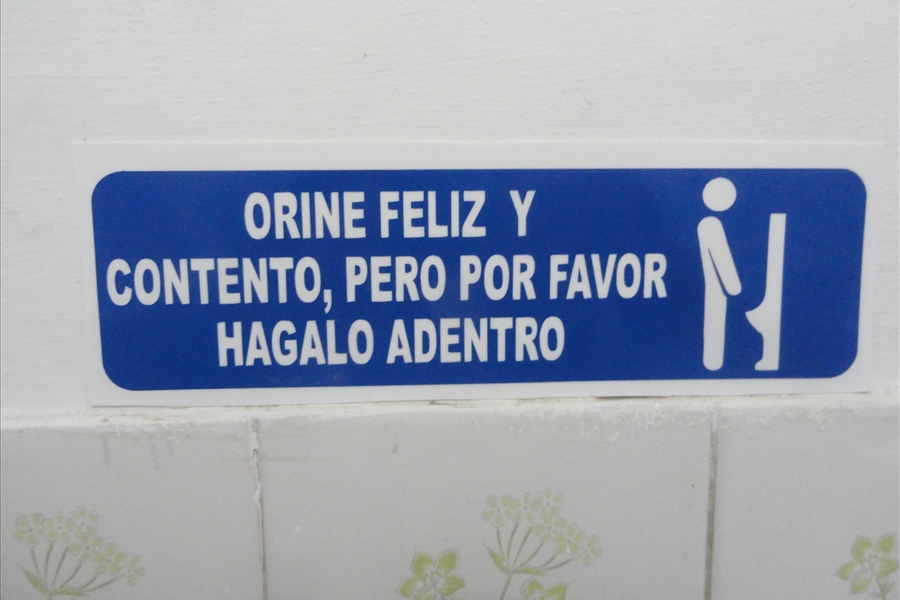 ORINE FELIZ Y
CONTENTO, PERO POR FAVOR
HAGALO ADENTRO